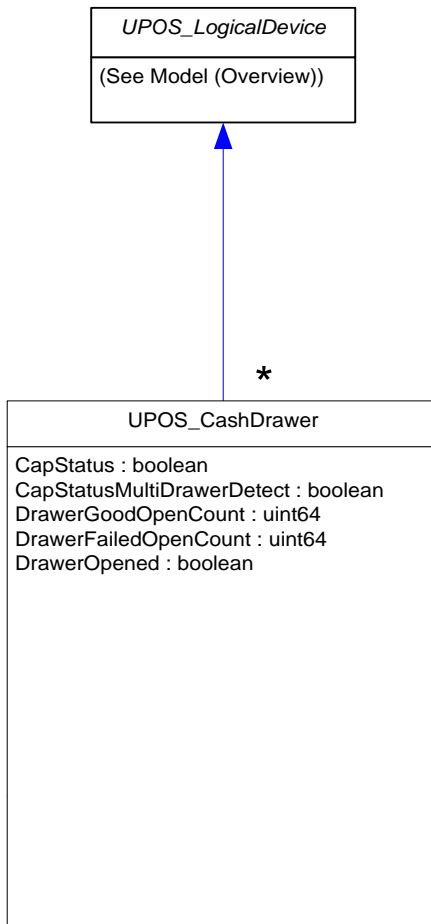 UPOS_LogicalDevice
(See Model (Overview))
*
UPOS_CashDrawer
CapStatus : boolean
CapStatusMultiDrawerDetect : boolean
DrawerGoodOpenCount : uint64
DrawerFailedOpenCount : uint64
DrawerOpened : boolean